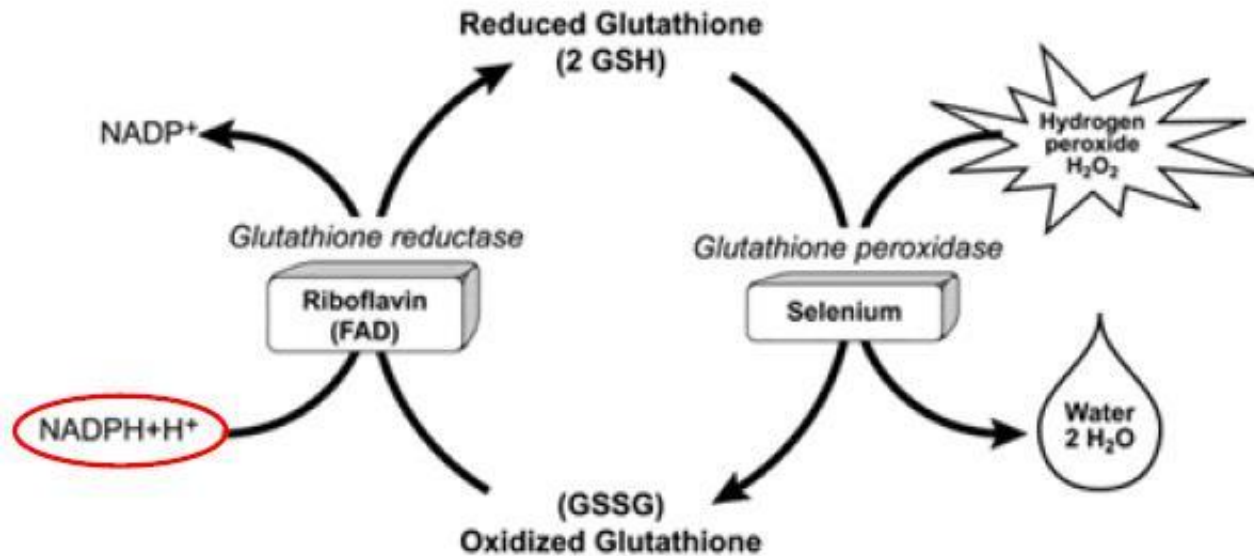 Reduced Glutathione
(2 GSH)
NADP⁺
Hydrogen
peroxide
H₂O₂
Glutathione reductase
Glutathione peroxidase
Riboflavin
(FAD)
Selenium
NADPH+H⁺
Water
2 H₂O
(GSSG)
Oxidized Glutathione